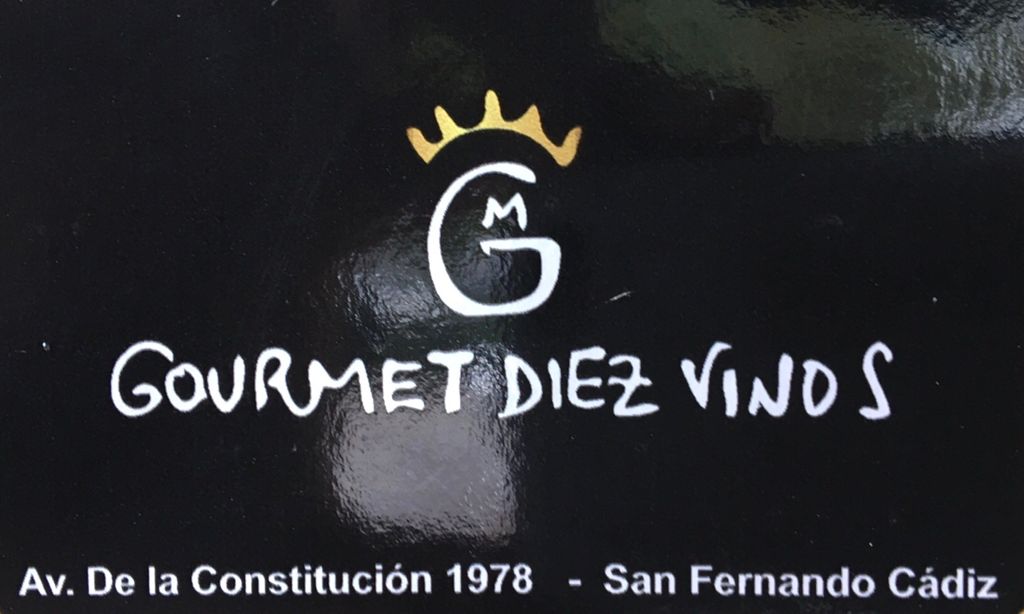 GM
GOURMET DIEZ VINOS
Av. De la Constitución 1978 - San Fernando Cádiz